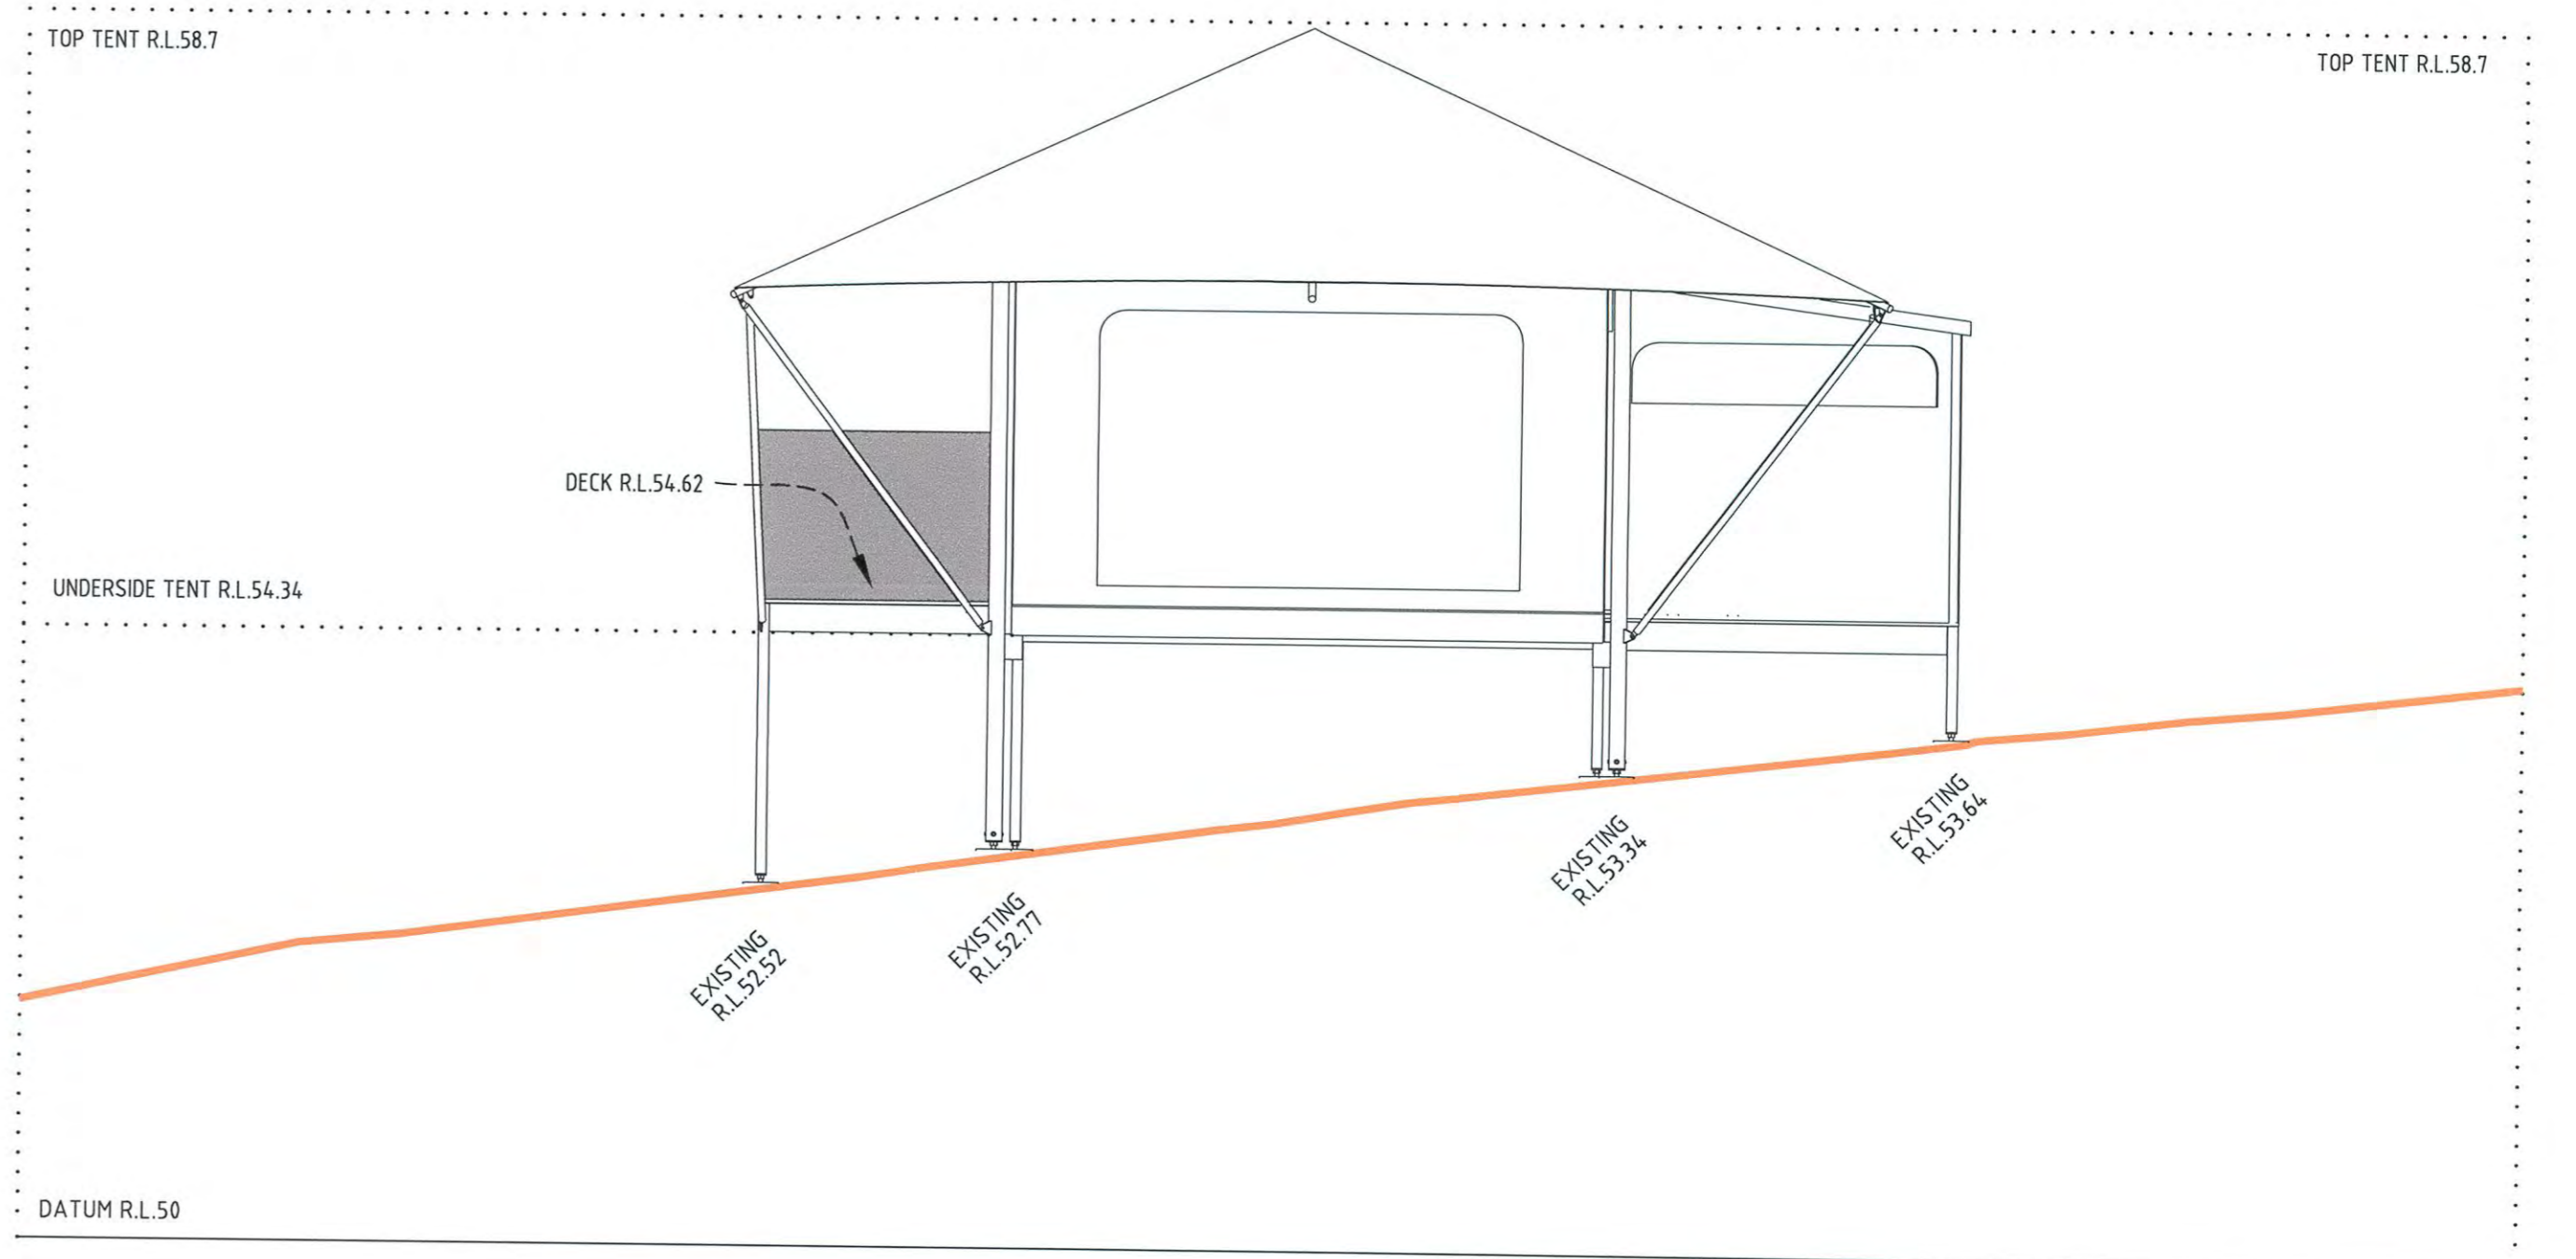 TOP TENT R.L.58.7
TOP TENT R.L.58.7
DECK R.L.54.62
UNDERSIDE TENT R.L.54.34
EXISTING
R.L.53.64
EXISTING
R.L.53.34
EXISTING
R.L.52.77
EXISTING
R.L.52.52
DATUM R.L.50